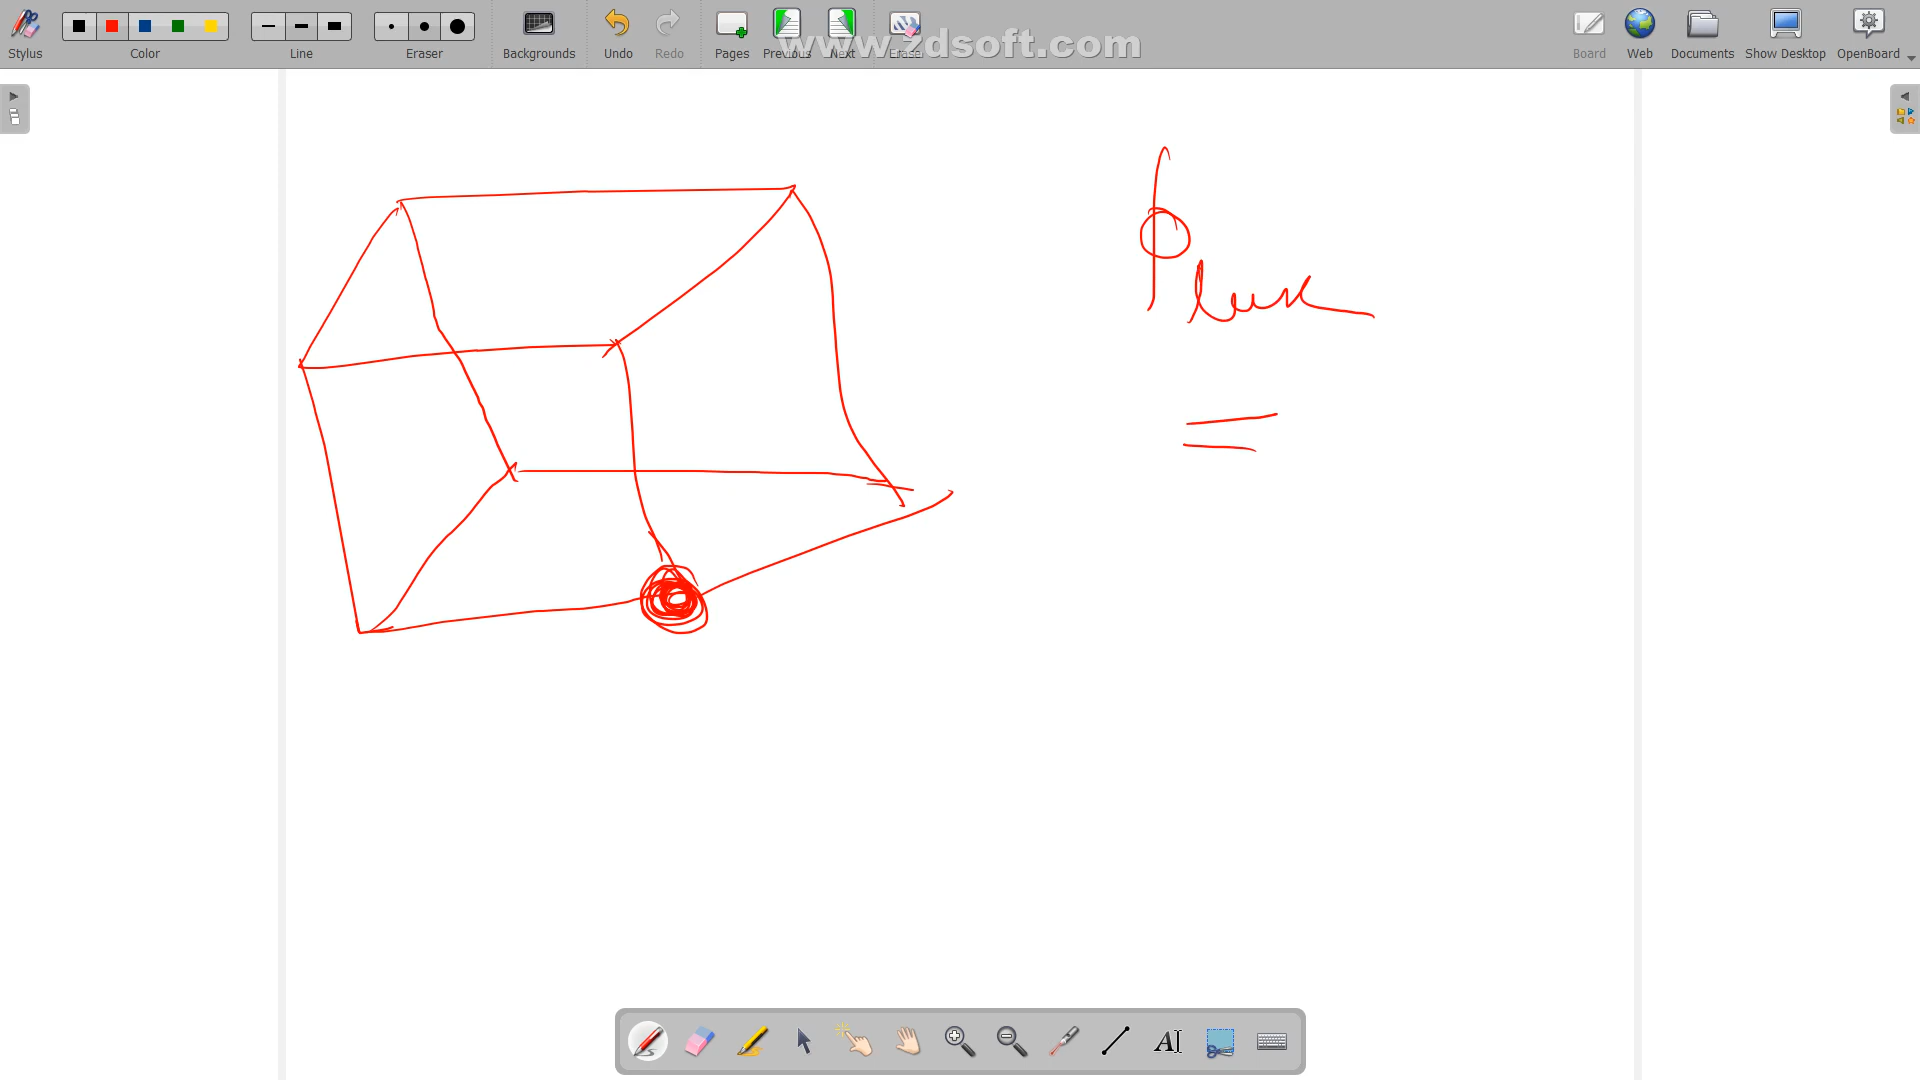 Stylus Color Line Eraser Backgrounds Undo Redo Pages Previous Next Erase Board Web Documents Show Desktop OpenBoard
www.zdsoft.com
ϕ
=